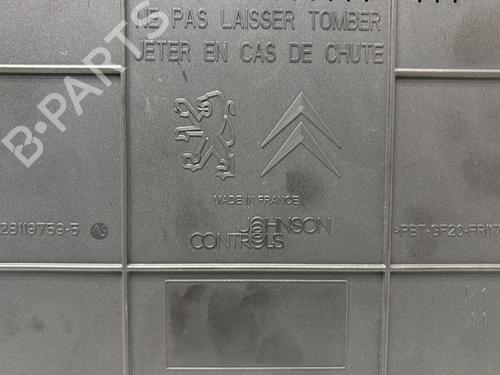 NE PAS LAISSER TOMBER
JETER EN CAS DE CHUTE
B-PARTS
MADE IN FRANCE
28119759-5
JOHNSON
CONTROLS
>PBT-GF20-FR(17